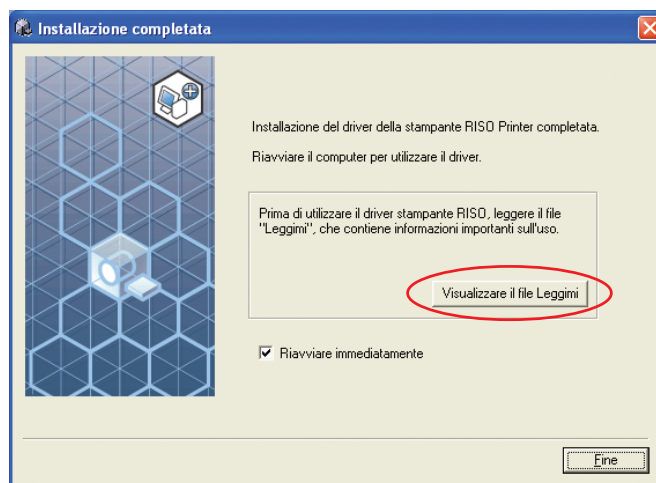 Installazione completata
Installazione del driver della stampante RISO Printer completata.
Riavviare il computer per utilizzare il driver.
Prima di utilizzare il driver stampante RISO, leggere il file
"Leggimi", che contiene informazioni importanti sull'uso.
Visualizzare il file Leggimi
Riavviare immediatamente
Fine